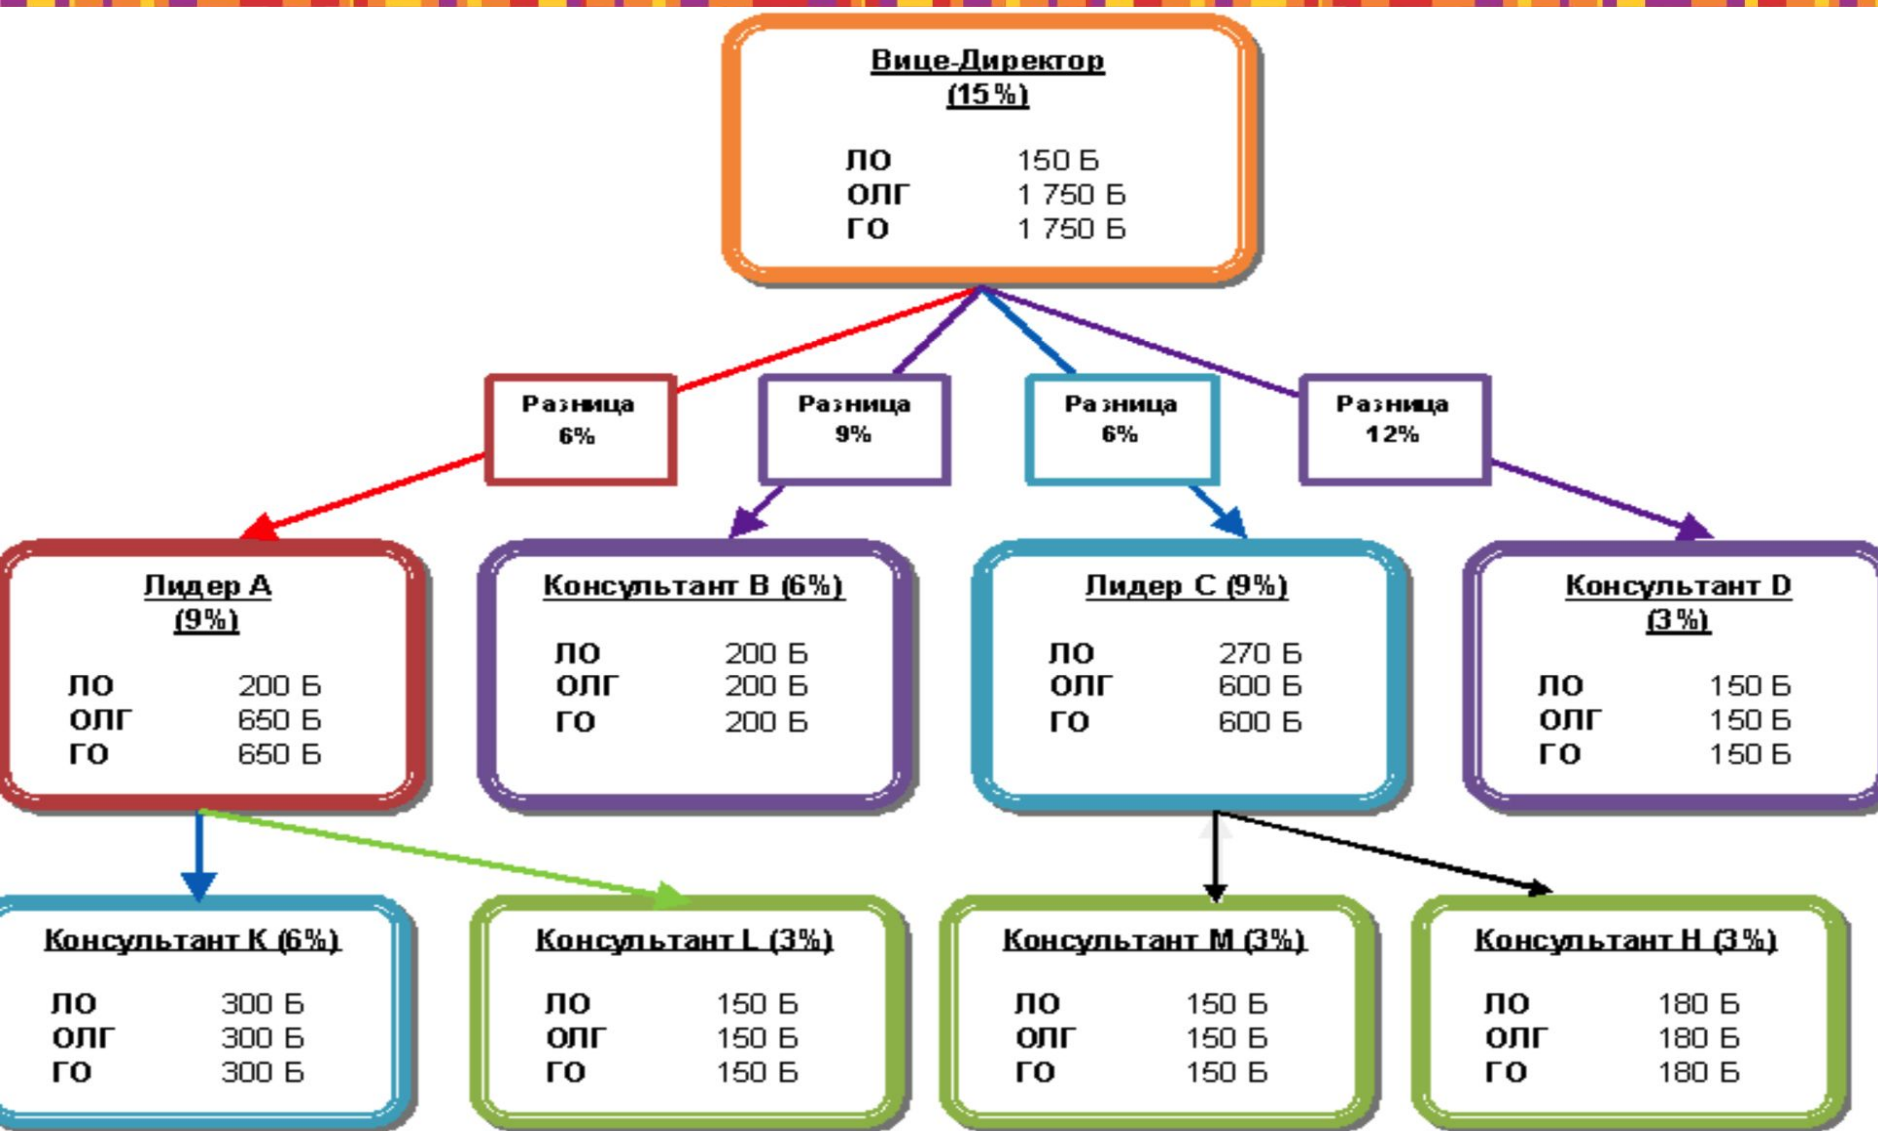 Вице-Директор
(15%)
ЛО 150 Б
ОЛГ 1 750 Б
ГО 1 750 Б
Разница
6%
Разница
9%
Разница
6%
Разница
12%
Лидер А
(9%)
ЛО 200 Б
ОЛГ 650 Б
ГО 650 Б
Консультант В (6%)
ЛО 200 Б
ОЛГ 200 Б
ГО 200 Б
Лидер С (9%)
ЛО 270 Б
ОЛГ 600 Б
ГО 600 Б
Консультант D
(3%)
ЛО 150 Б
ОЛГ 150 Б
ГО 150 Б
Консультант К (6%)
ЛО 300 Б
ОЛГ 300 Б
ГО 300 Б
Консультант L (3%)
ЛО 150 Б
ОЛГ 150 Б
ГО 150 Б
Консультант М (3%)
ЛО 150 Б
ОЛГ 150 Б
ГО 150 Б
Консультант Н (3%)
ЛО 180 Б
ОЛГ 180 Б
ГО 180 Б